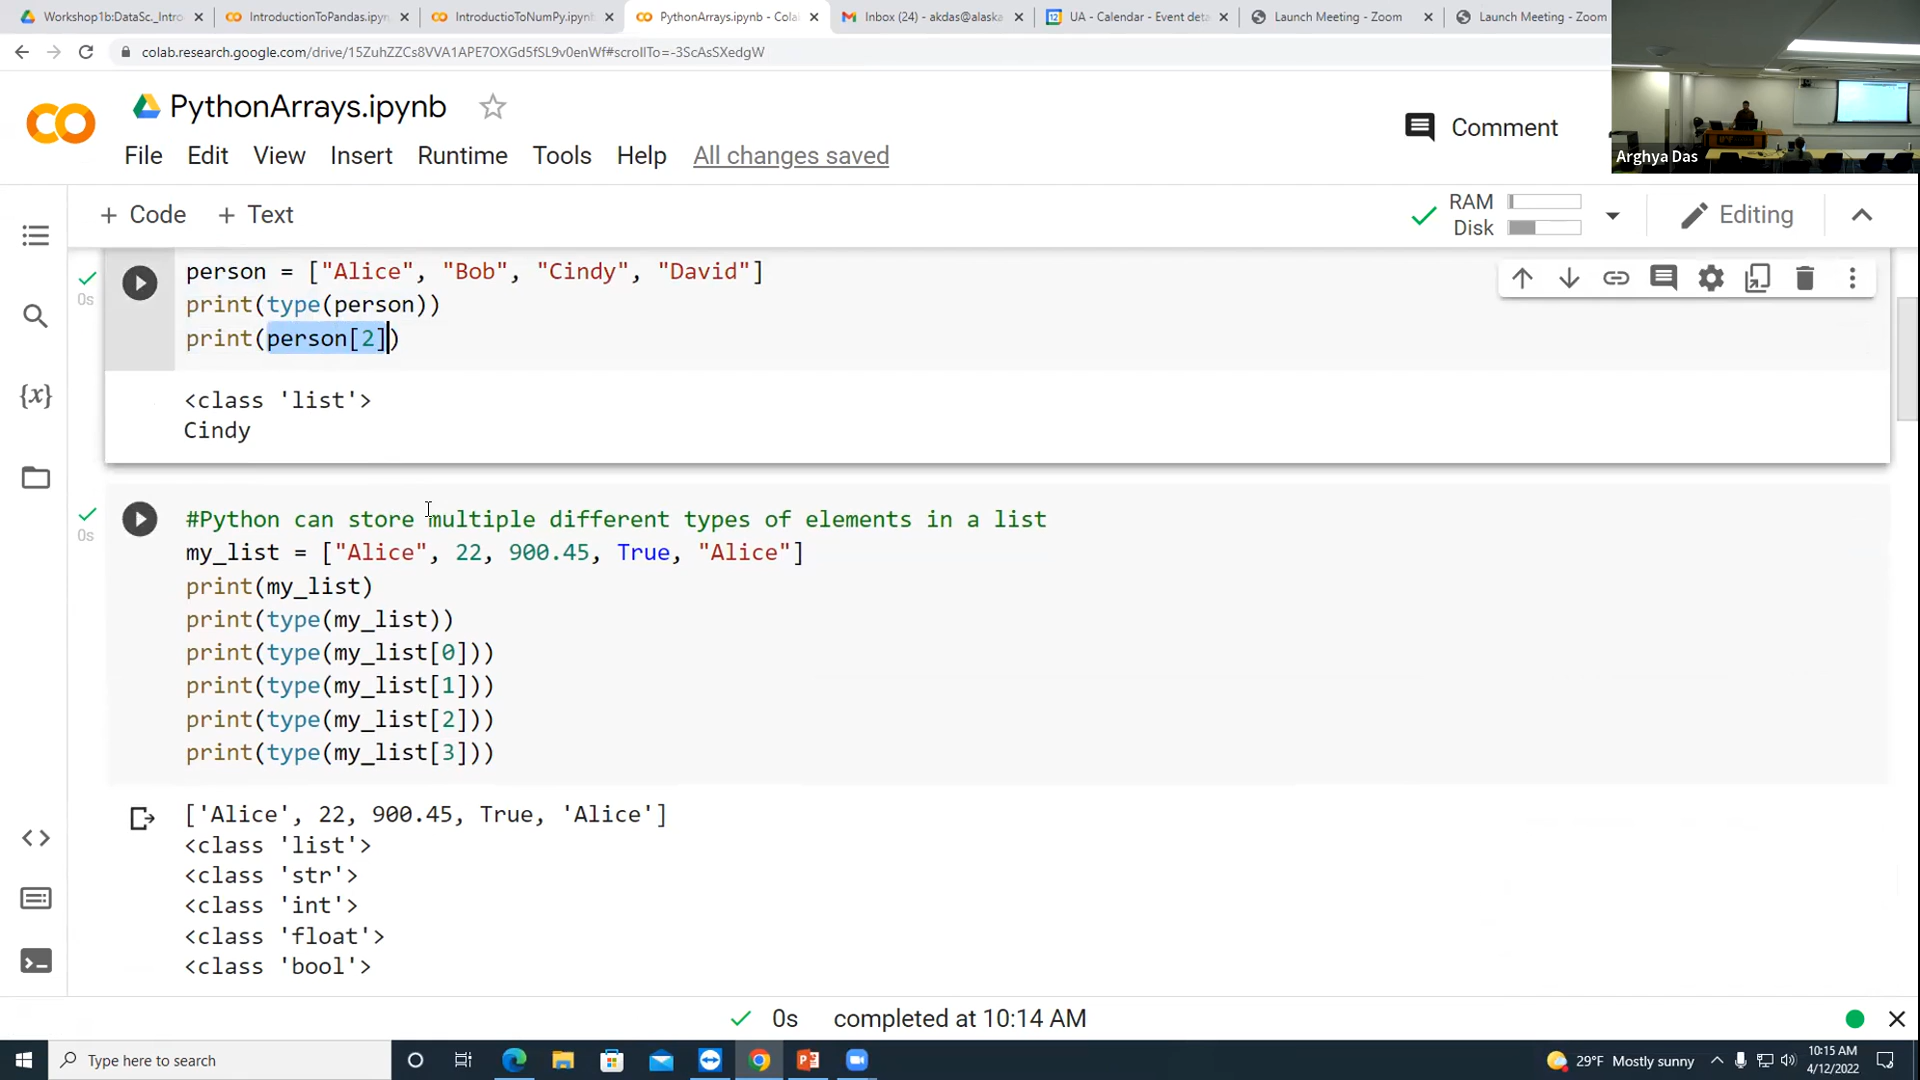 Workshop1b:DataSc._Intro
IntroductionToPandas.ipyn
IntroductioToNumPy.ipynb
PythonArrays.ipynb - Cola
Inbox (24) - akdas@alaska
UA - Calendar - Event deta
Launch Meeting - Zoom
Launch Meeting - Zoom
colab.research.google.com/drive/15ZuhZZCs8VVA1APE7OXGd5fSL9v0enWf#scrollTo=-3ScAsSXedgW
Arghya Das
PythonArrays.ipynb
Comment
File Edit View Insert Runtime Tools Help All changes saved
+ Code + Text
RAM
Disk
Editing
person = ["Alice", "Bob", "Cindy", "David"]
print(type(person))
print(person[2])
0s
<class 'list'>
Cindy
#Python can store multiple different types of elements in a list
0s
my_list = ["Alice", 22, 900.45, True, "Alice"]
print(my_list)
print(type(my_list))
print(type(my_list[0]))
print(type(my_list[1]))
print(type(my_list[2]))
print(type(my_list[3]))
['Alice', 22, 900.45, True, 'Alice']
<class 'list'>
<class 'str'>
<class 'int'>
<class 'float'>
<class 'bool'>
{x}
0s completed at 10:14 AM
Type here to search
29°F Mostly sunny
10:15 AM
4/12/2022